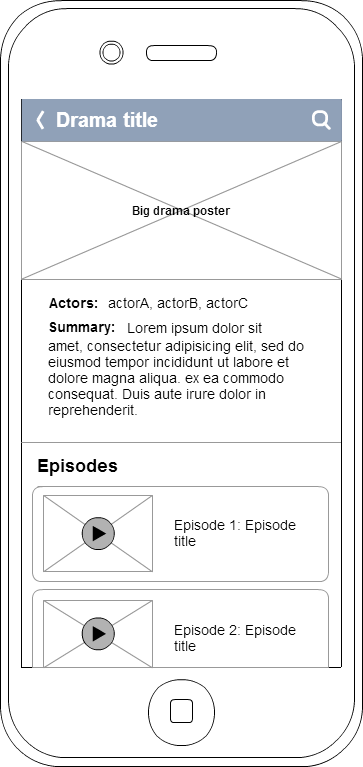 Drama title
Big drama poster
Actors: actorA, actorB, actorC
Summary: Lorem ipsum dolor sit
amet, consectetur adipisicing elit, sed do
eiusmod tempor incididunt ut labore et
dolore magna aliqua. ex ea commodo
consequat. Duis aute irure dolor in
reprehenderit.
Episodes
Episode 1: Episode
title
Episode 2: Episode
title